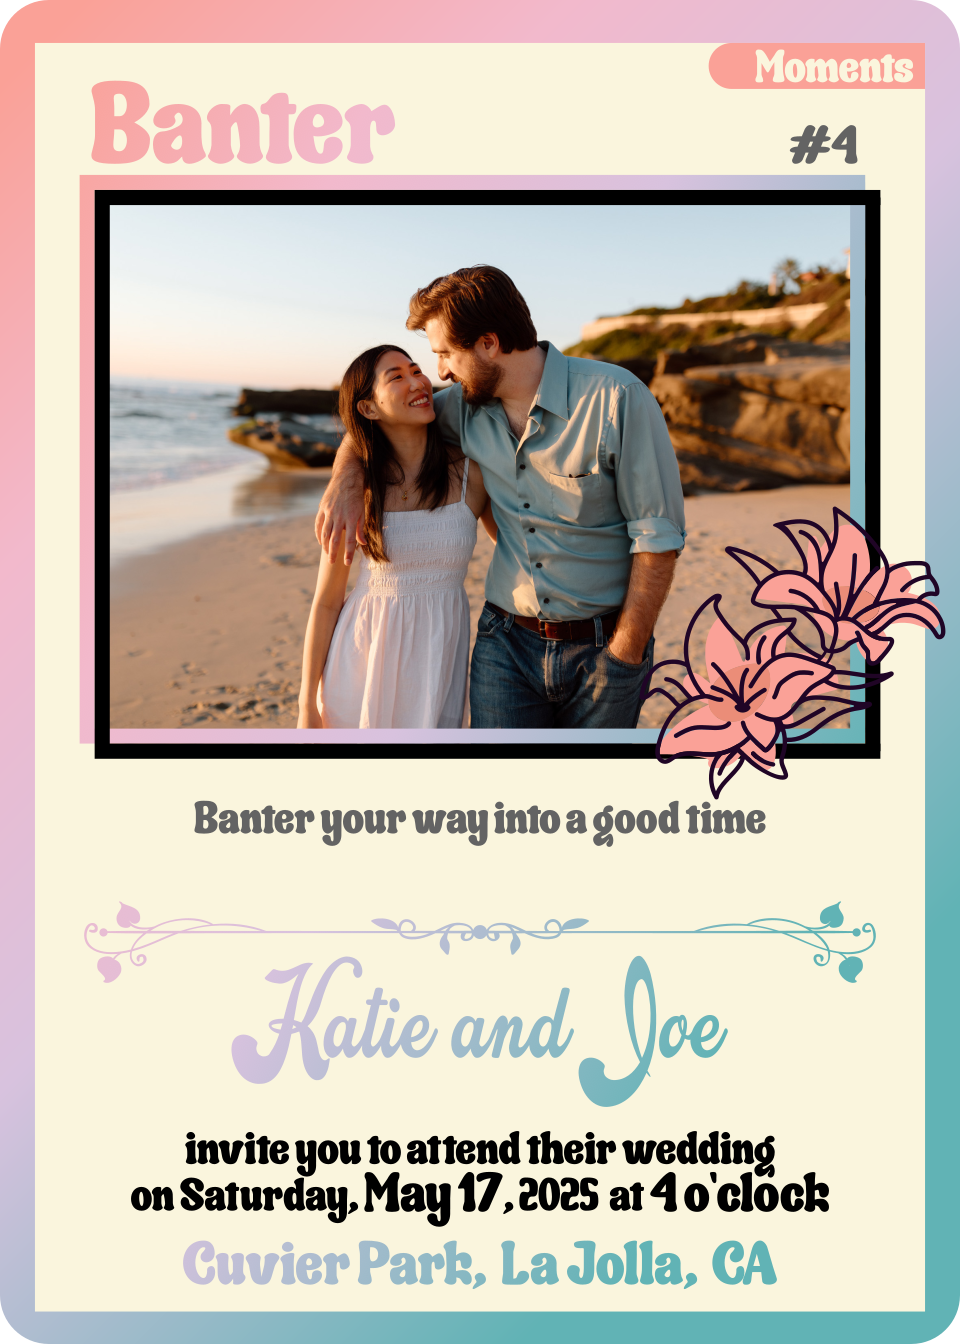 Moments
Banter
#4
Banter your way into a good time
Katie and Joe
invite you to attend their wedding
on Saturday, May 17, 2025 at 4 o'clock
Cuvier Park, La Jolla, CA